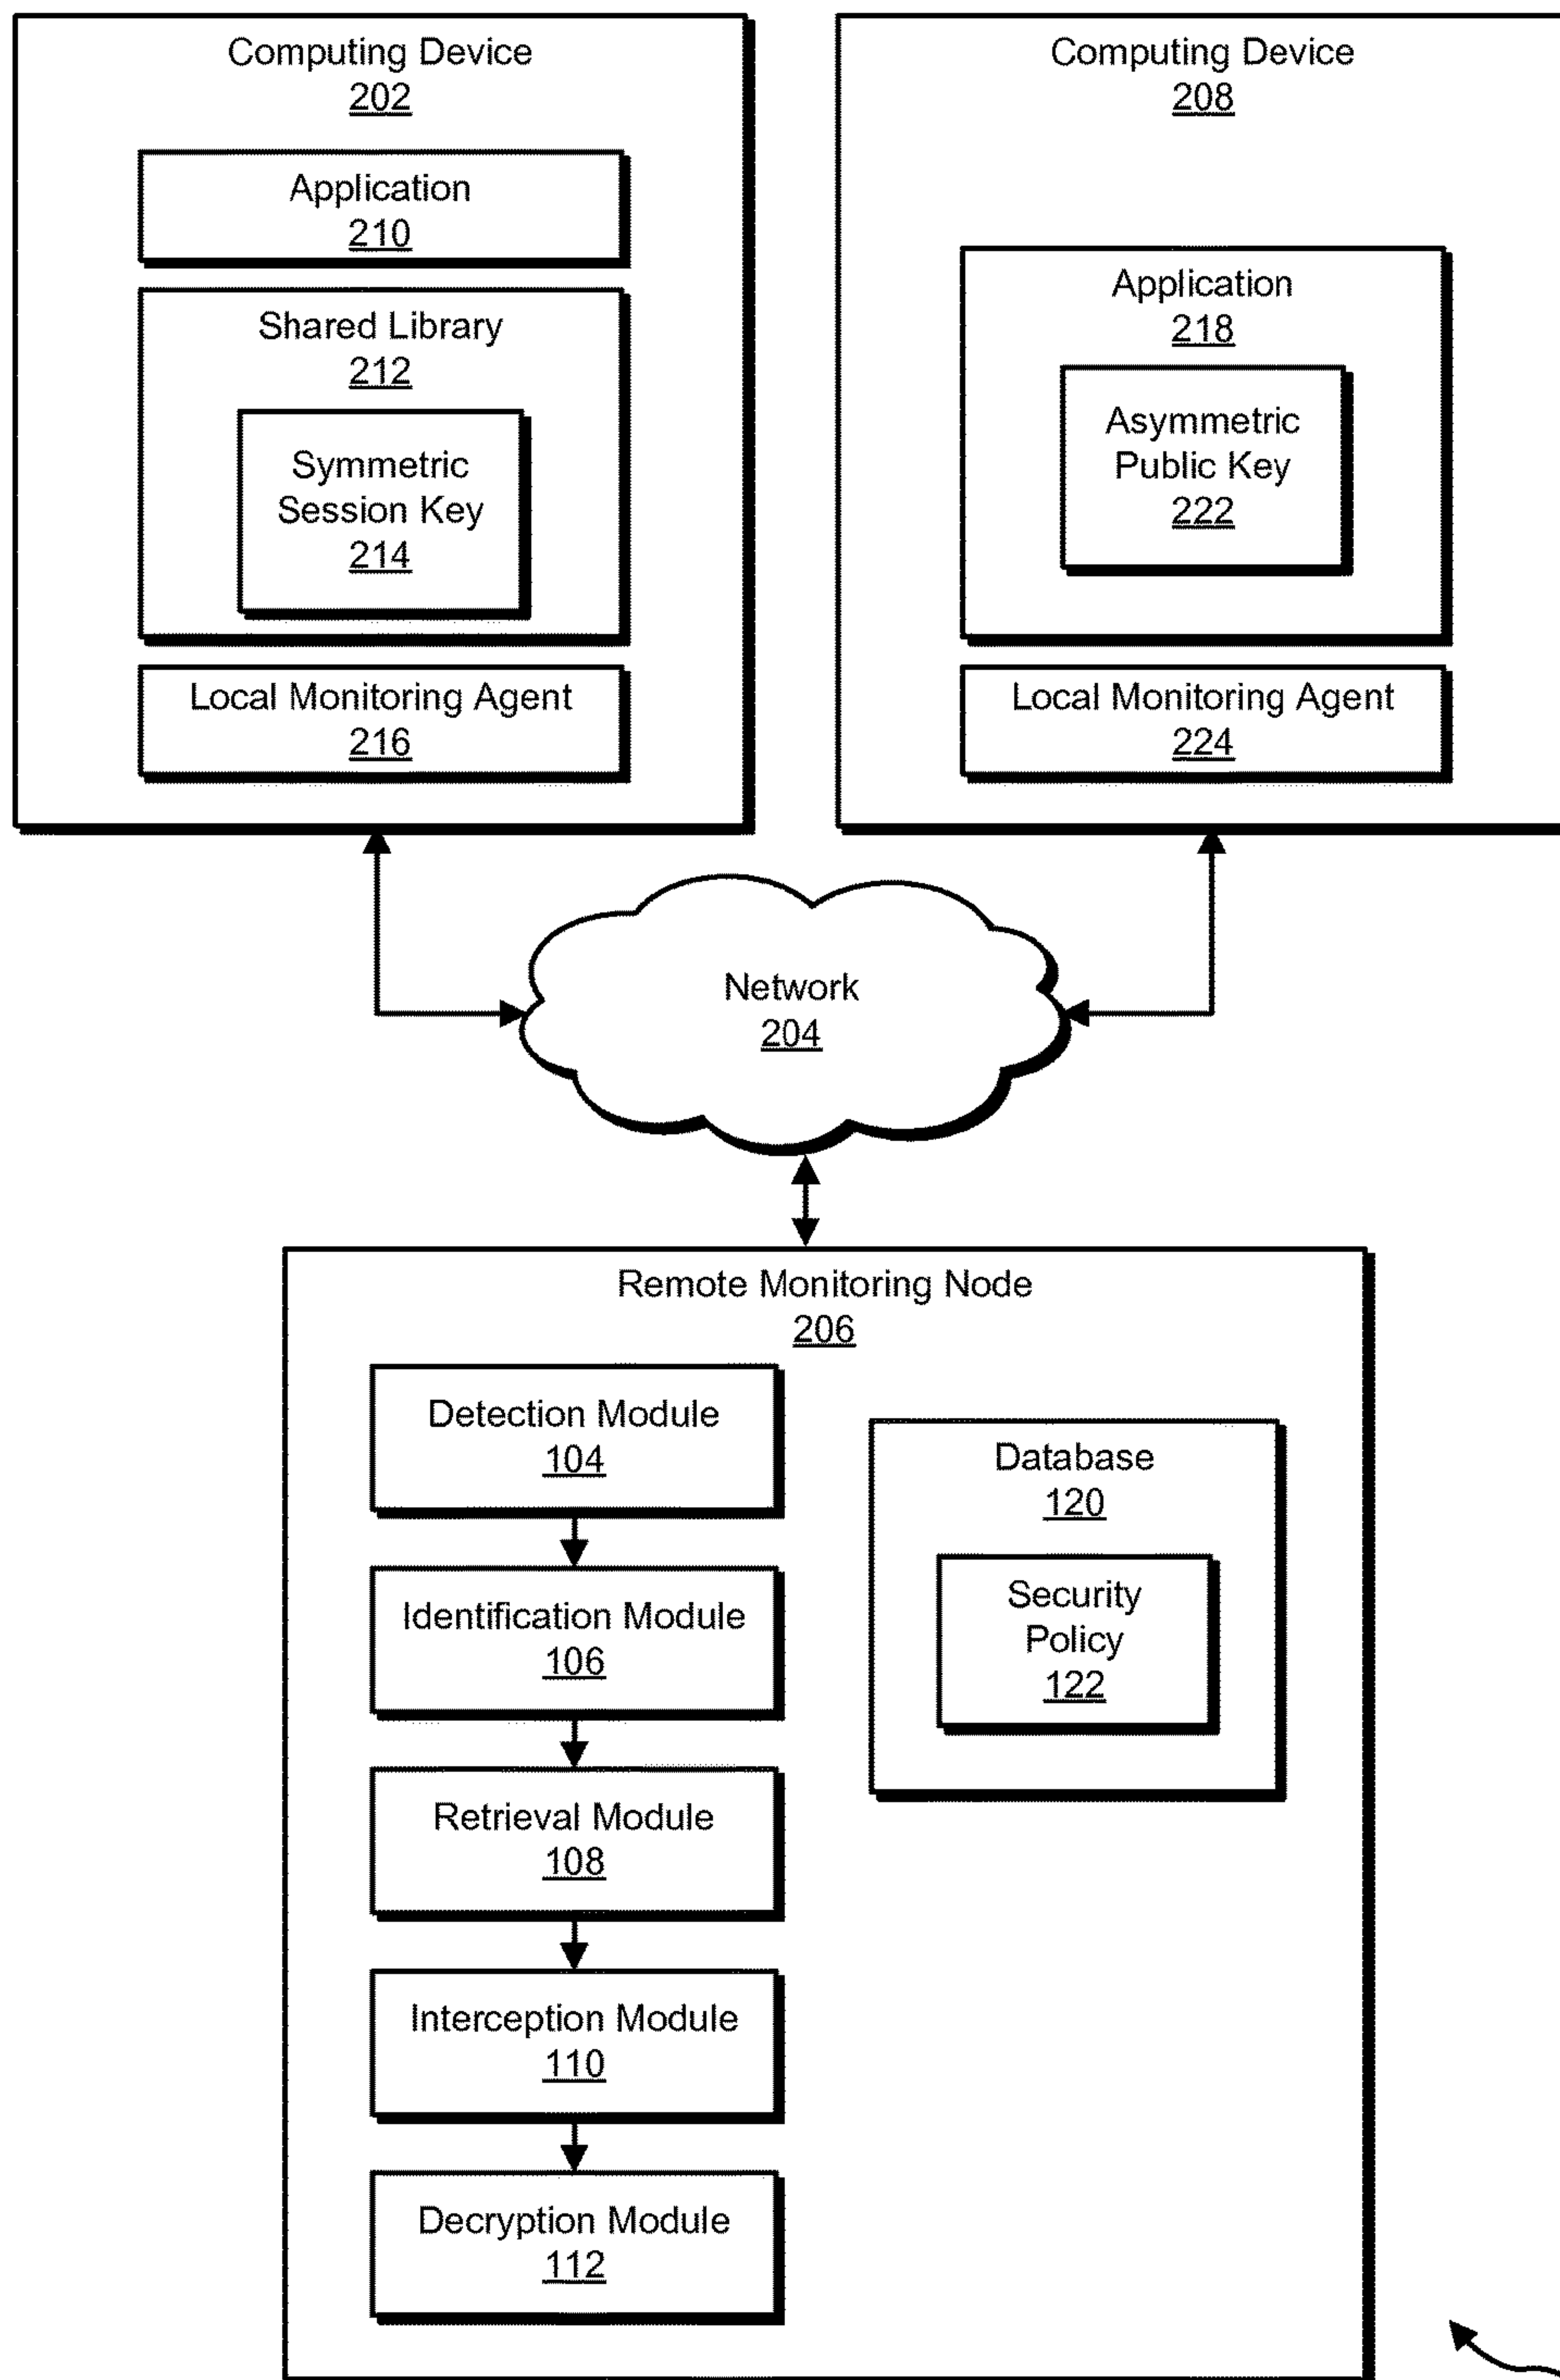 Computing Device
202
Application
210
Shared Library
212
Symmetric
Session Key
214
Local Monitoring Agent
216
Computing Device
208
Application
218
Asymmetric
Public Key
222
Local Monitoring Agent
224
Network
204
Remote Monitoring Node
206
Detection Module
104
Identification Module
106
Retrieval Module
108
Interception Module
110
Decryption Module
112
Database
120
Security
Policy
122